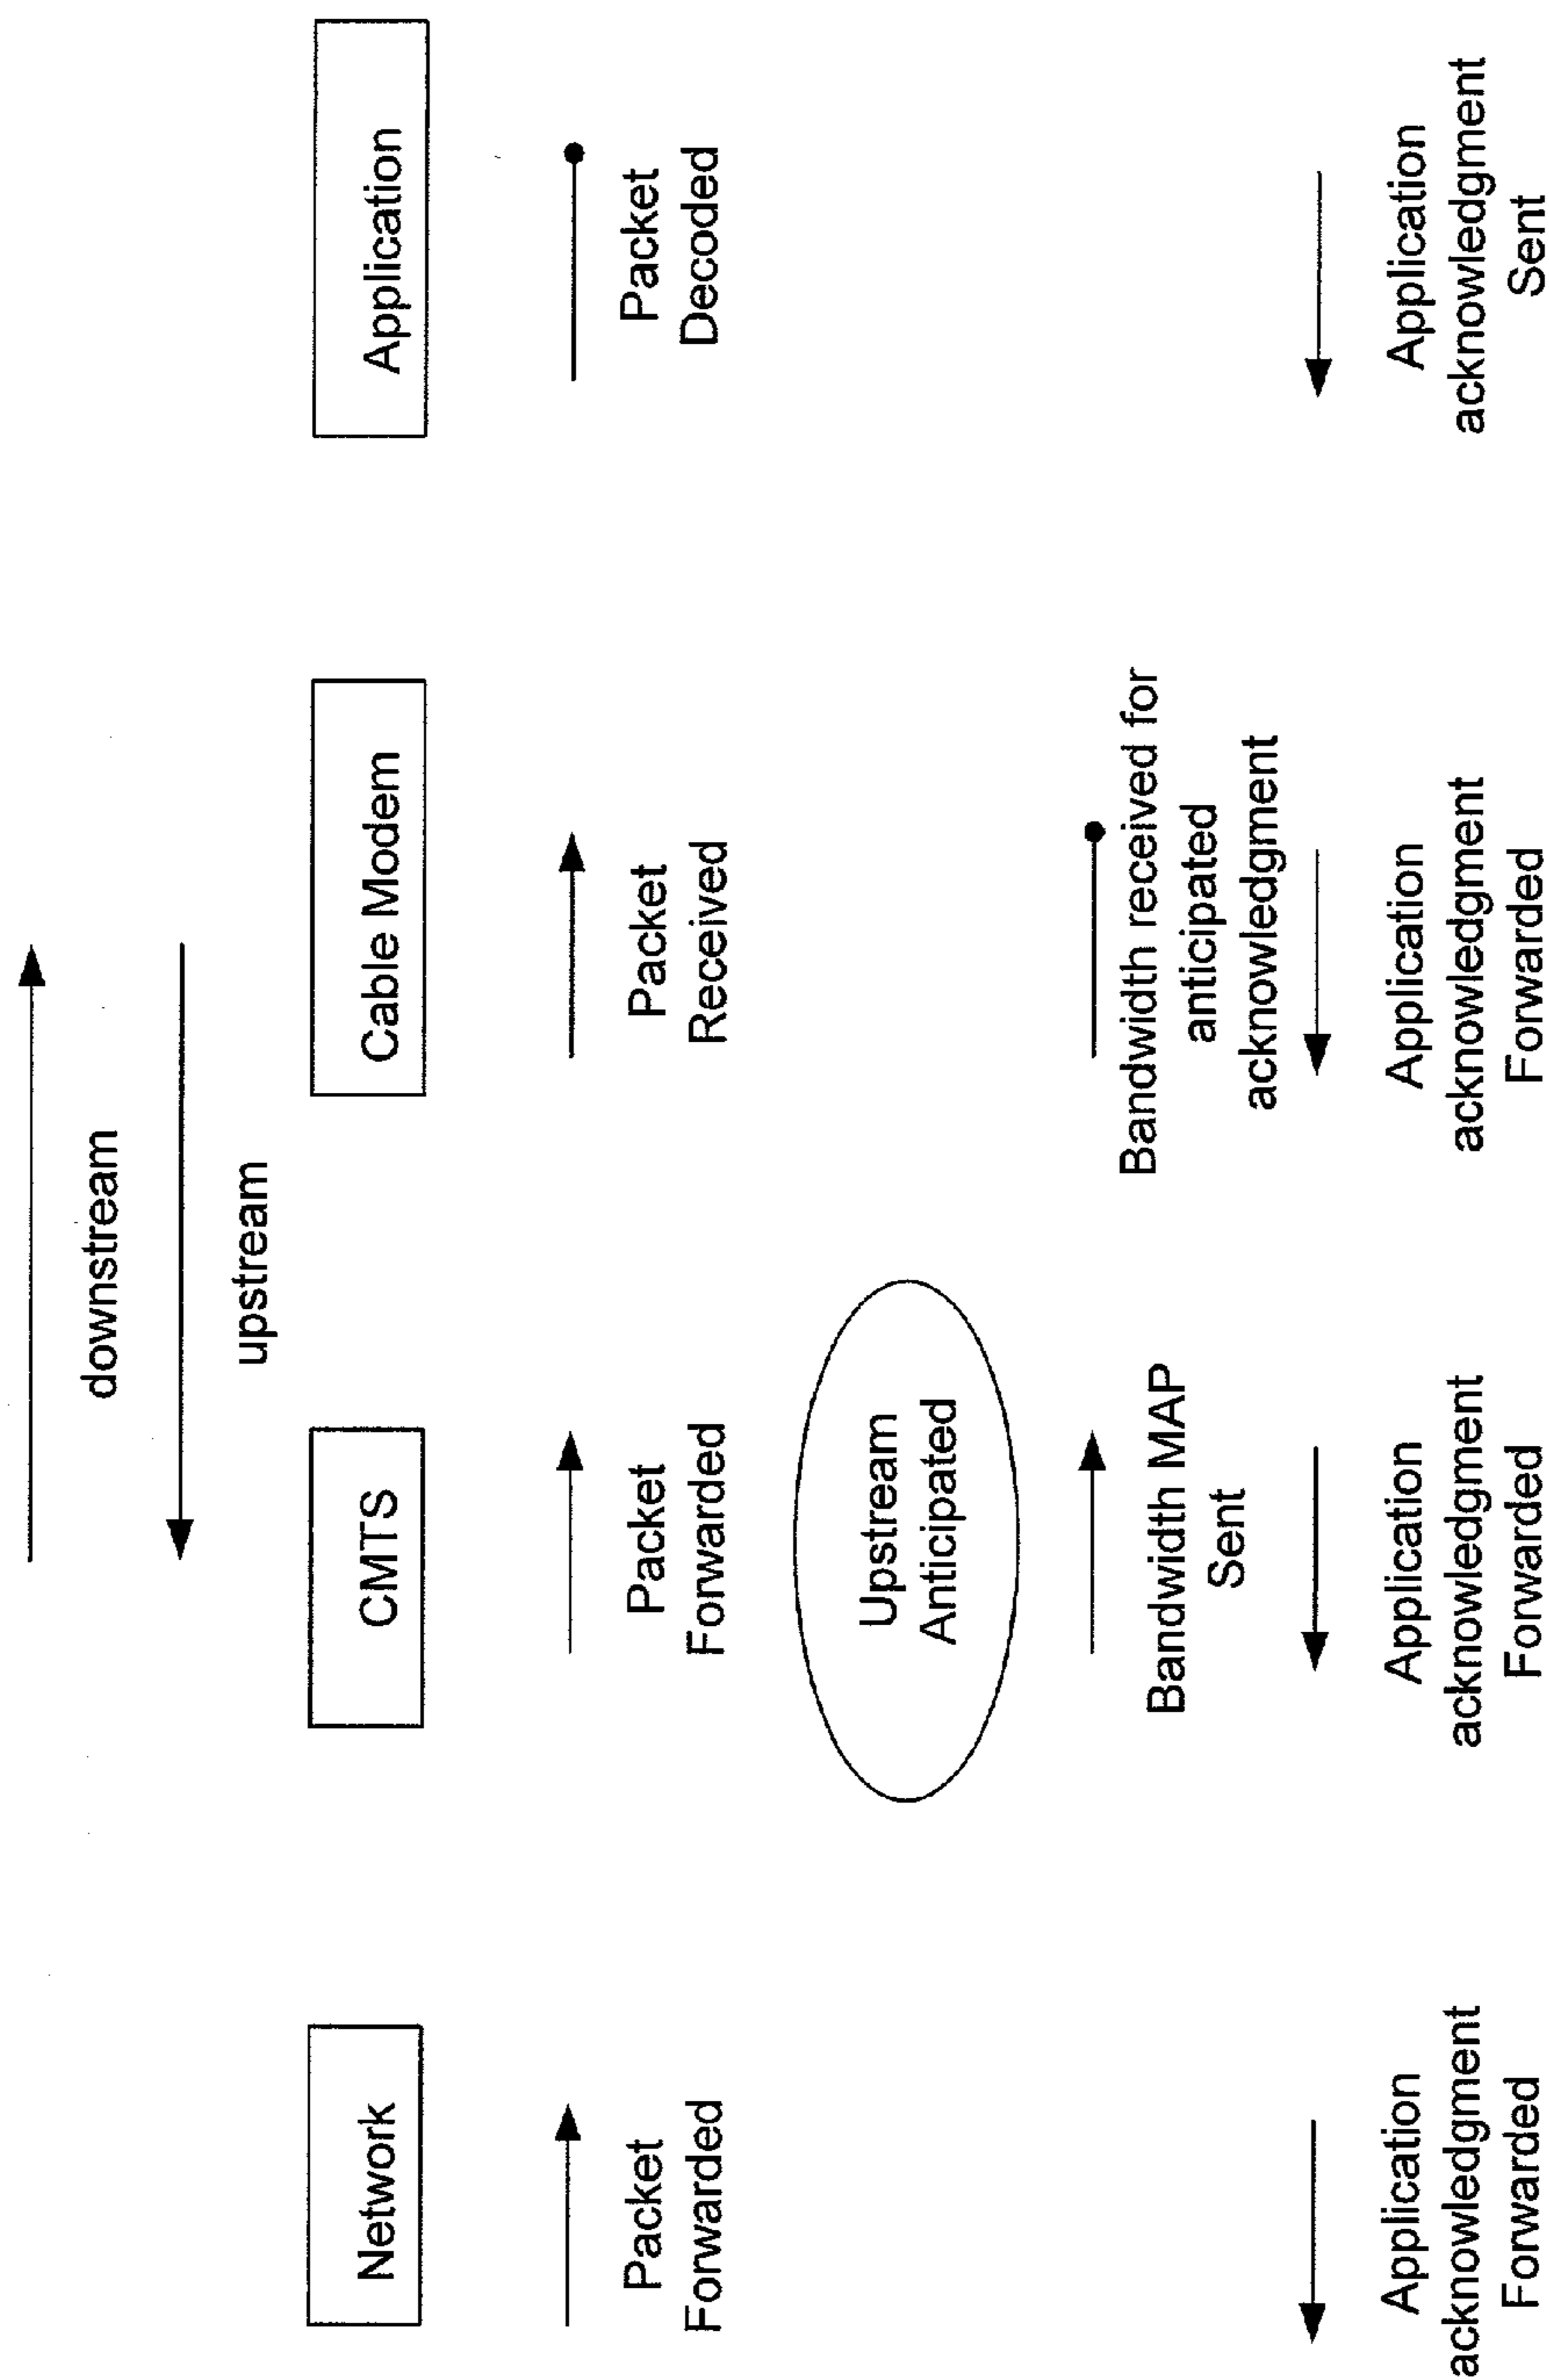 downstream
upstream
Network
CMTS
Cable Modem
Application
Packet
Forwarded
Packet
Forwarded
Packet
Received
Packet
Decoded
Upstream
Anticipated
Bandwidth MAP
Sent
Bandwidth received for
anticipated
acknowledgment
Application
acknowledgment
Forwarded
Application
acknowledgment
Forwarded
Application
acknowledgment
Forwarded
Application
acknowledgment
Sent